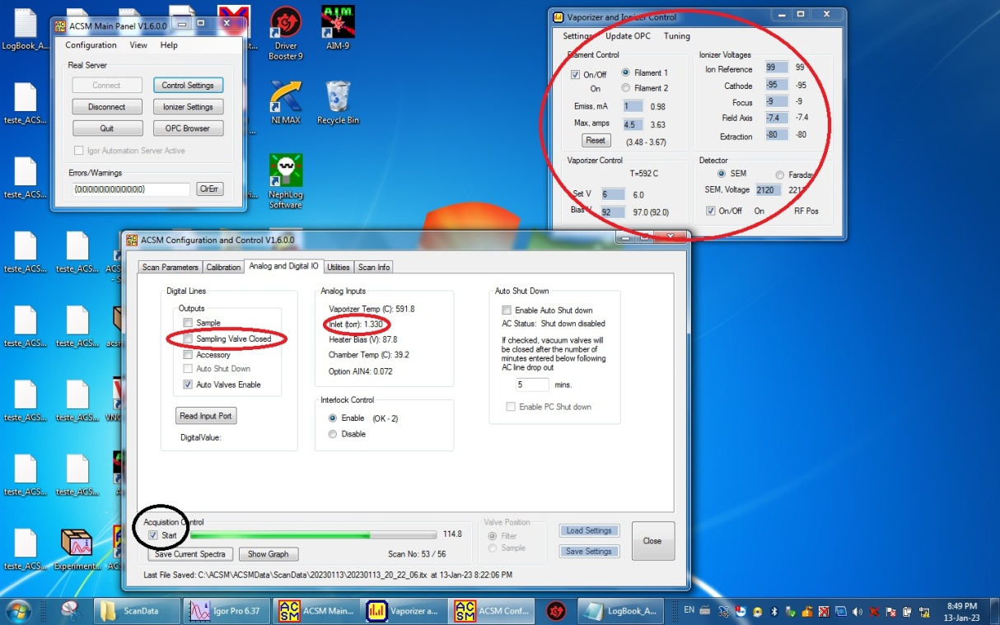 LogBook_A...
Driver
Booster 9
AIM-9
teste_ACS...
NI MAX
Recycle Bin
teste_ACS...
NephLog
Software
teste_ACS...
teste_ACS...
teste_ACS...
teste_ACS...
teste_ACS...
teste_ACS...
teste_ACS...
teste_ACS...
teste_ACS...
Experiment...
ACSM Main Panel V1.6.0.0
Configuration View Help
Real Server
Connect Control Settings
Disconnect Ionizer Settings
Quit OPC Browser
Igor Automation Server Active
Errors/Warnings
{0|0|0|0|0|0|0|0|0|0|0|0} ClrErr
Vaporizer and Ionizer Control
Settings Update OPC Tuning
Filament Control
On/Off Filament 1
On Filament 2
Emiss, mA 1 0.98
Max, amps 4.5 3.63
Reset (3.48 - 3.67)
Ionizer Voltages
Ion Reference 99 99
Cathode -95 -95
Focus -9 -9
Field Axis -7.4 -7.4
Extraction -80 -80
Vaporizer Control
T=592 C
Set V 6 6.0
Bias V 92 97.0 (92.0)
Detector
SEM Faraday
SEM, Voltage 2120
On/Off On RF Pos
ACSM Configuration and Control V1.6.0.0
Scan Parameters Calibration Analog and Digital IO Utilities Scan Info
Digital Lines
Outputs
Sample
Sampling Valve Closed
Accessory
Auto Shut Down
Auto Valves Enable
Read Input Port
DigitalValue:
Analog Inputs
Vaporizer Temp (C): 591.8
Inlet (torr): 1.330
Heater Bias (V): 87.8
Chamber Temp (C): 39.2
Option AIN4: 0.072
Interlock Control
Enable (OK - 2)
Disable
Auto Shut Down
Enable Auto Shut down
AC Status: Shut down disabled
If checked, vacuum valves will
be closed after the number of
minutes entered below following
AC line drop out
5 mins.
Enable PC Shut down
Acquisition Control
Start 114.8
Save Current Spectra Show Graph Scan No: 53 / 56
Valve Position
Filter
Sample
Load Settings
Save Settings
Close
Last File Saved: C:\ACSM\ACSMData\ScanData\20230113\20230113_20_22_06.itx at 13-Jan-23 8:22:06 PM
ScanData
Igor Pro 6.37
ACSM Main...
Vaporizer a...
ACSM Conf...
LogBook_A...
EN
8:49 PM
13-Jan-23